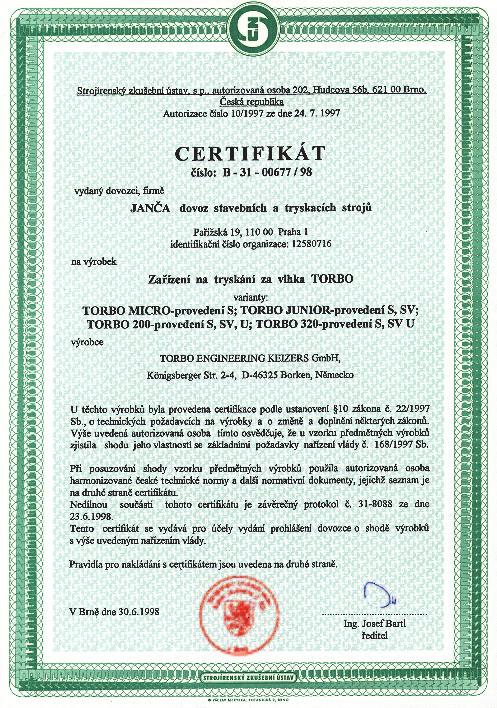 Strojírenský zkušební ústav, s.p., autorizovaná osoba 202, Hudcova 56b, 621 00 Brno,
Česká republika
Autorizace číslo 10/1997 ze dne 24. 7. 1997
CERTIFIKÁT
číslo: B - 31 - 00677 / 98
vydaný dovozci, firmě
JANČA dovoz stavebních a tryskacích strojů
Pařížská 19, 110 00 Praha 1
identifikační číslo organizace: 12580716
na výrobek
Zařízení na tryskání za vlhka TORBO
varianty:
TORBO MICRO-provedení S; TORBO JUNIOR-provedení S, SV;
TORBO 200-provedení S, SV, U; TORBO 320-provedení S, SV U
výrobce
TORBO ENGINEERING KEIZERS GmbH,
Königsberger Str. 2-4, D-46325 Borken, Německo
U těchto výrobků byla provedena certifikace podle ustanovení §10 zákona č. 22/1997
Sb., o technických požadavcích na výrobky a o změně a doplnění některých zákonů.
Výše uvedená autorizovaná osoba tímto osvědčuje, že u vzorku předmětných výrobků
zjistila shodu jeho vlastností se základními požadavky nařízení vlády č. 168/1997 Sb.
Při posuzování shody vzorku předmětných výrobků použila autorizovaná osoba
harmonizované české technické normy a další normativní dokumenty, jejichž seznam je
na druhé straně certifikátu.
Nedílnou součástí tohoto certifikátu je závěrečný protokol č. 31-8088 ze dne
23.6.1998.
Tento certifikát se vydává pro účely vydání prohlášení dovozce o shodě výrobků
s výše uvedeným nařízením vlády.
Pravidla pro nakládání s certifikátem jsou uvedena na druhé straně.
V Brně dne 30.6.1998
Ing. Josef Bartl
ředitel
STROJÍRENSKÝ ZKUŠEBNÍ ÚSTAV